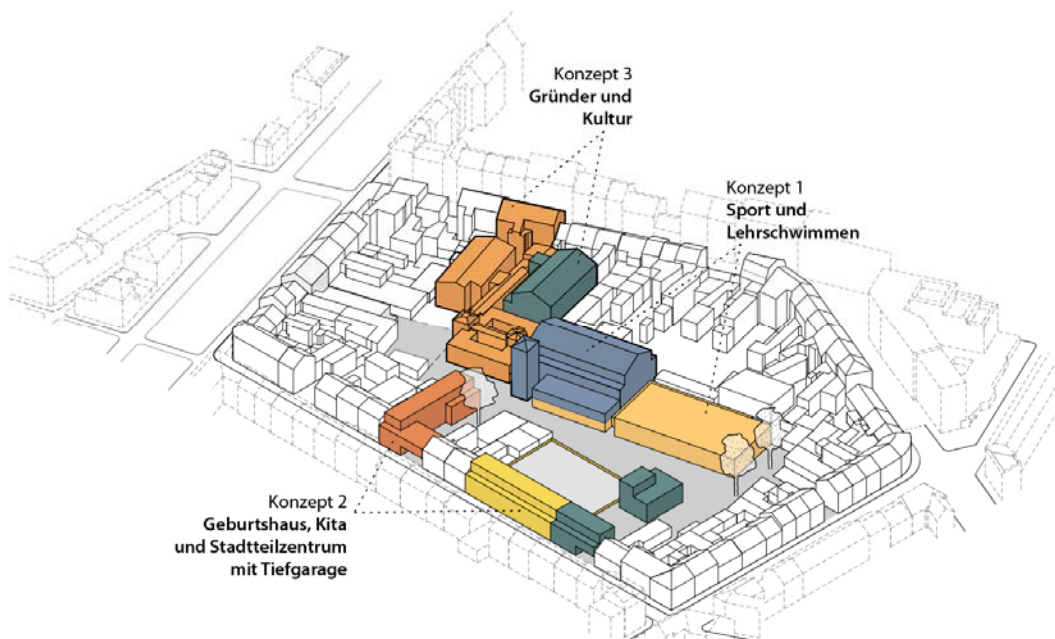 Konzept 3
Gründer und
Kultur
Konzept 1
Sport und
Lehrschwimmen
Konzept 2
Geburtshaus, Kita
und Stadtteilzentrum
mit Tiefgarage